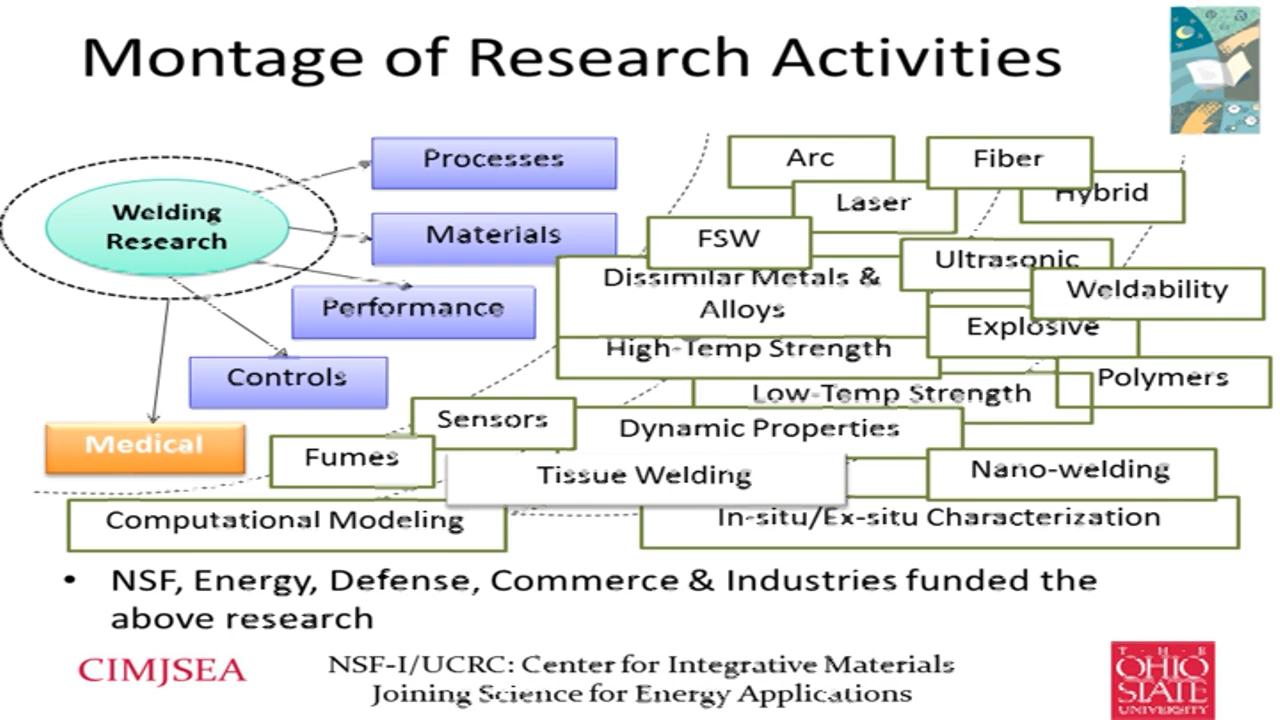 Montage of Research Activities
Welding
Research
Processes
Materials
Performance
Controls
Medical
Arc
Fiber
Laser
Hybrid
FSW
Ultrasonic
Dissimilar Metals &
Alloys
Weldability
Explosive
High-Temp Strength
Polymers
Low-Temp Strength
Sensors
Dynamic Properties
Fumes
Tissue Welding
Nano-welding
Computational Modeling
In-situ/Ex-situ Characterization
• NSF, Energy, Defense, Commerce & Industries funded the
above research
CIMJSEA
NSF-I/UCRC: Center for Integrative Materials
Joining Science for Energy Applications
T · H · E
OHIO
STATE
UNIVERSITY